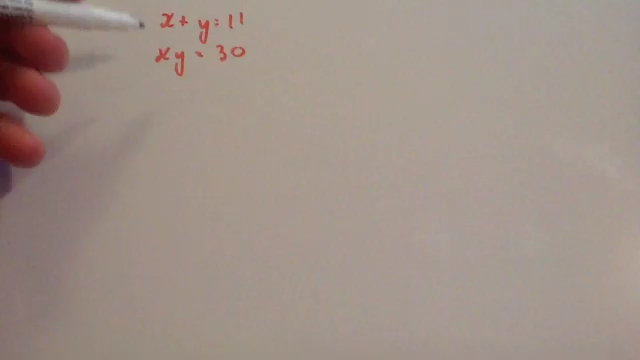 x + y = 11
xy = 30